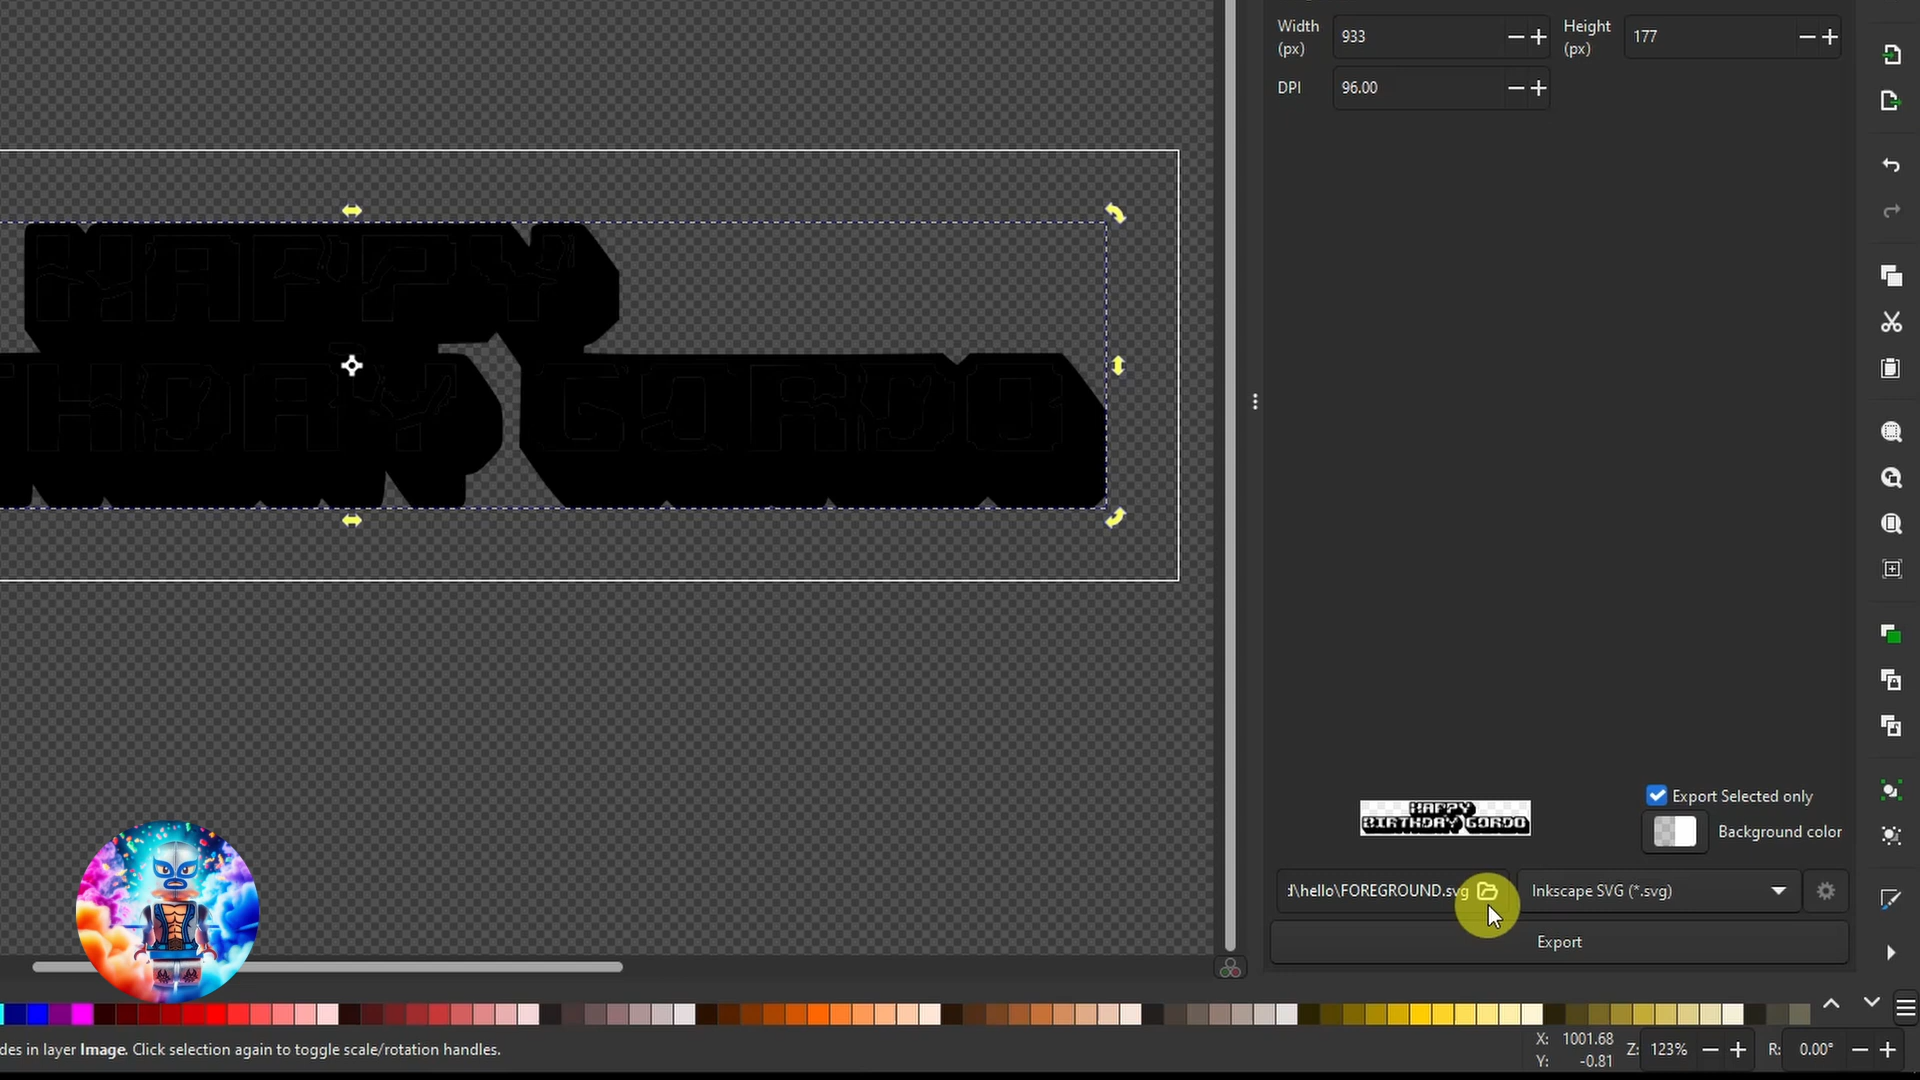 Width (px) 933 Height (px) 177
DPI 96.00
HAPPY
THDAY GORDO
Export Selected only
HAPPY
BIRTHDAY GORDO
Background color
d\hello\FOREGROUND.svg Inkscape SVG (*.svg)
Export
des in layer Image. Click selection again to toggle scale/rotation handles.
X: 1001.68
Y: -0.81
Z: 123% R: 0.00°